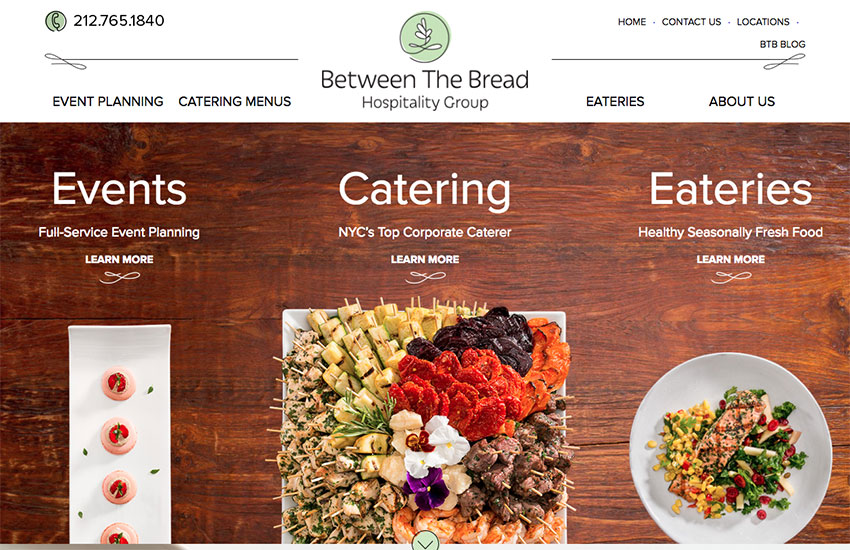 212.765.1840
HOME · CONTACT US · LOCATIONS ·
BTB BLOG
Between The Bread
Hospitality Group
EVENT PLANNING CATERING MENUS EATERIES ABOUT US
Events Catering Eateries
Full-Service Event Planning NYC's Top Corporate Caterer Healthy Seasonally Fresh Food
LEARN MORE LEARN MORE LEARN MORE